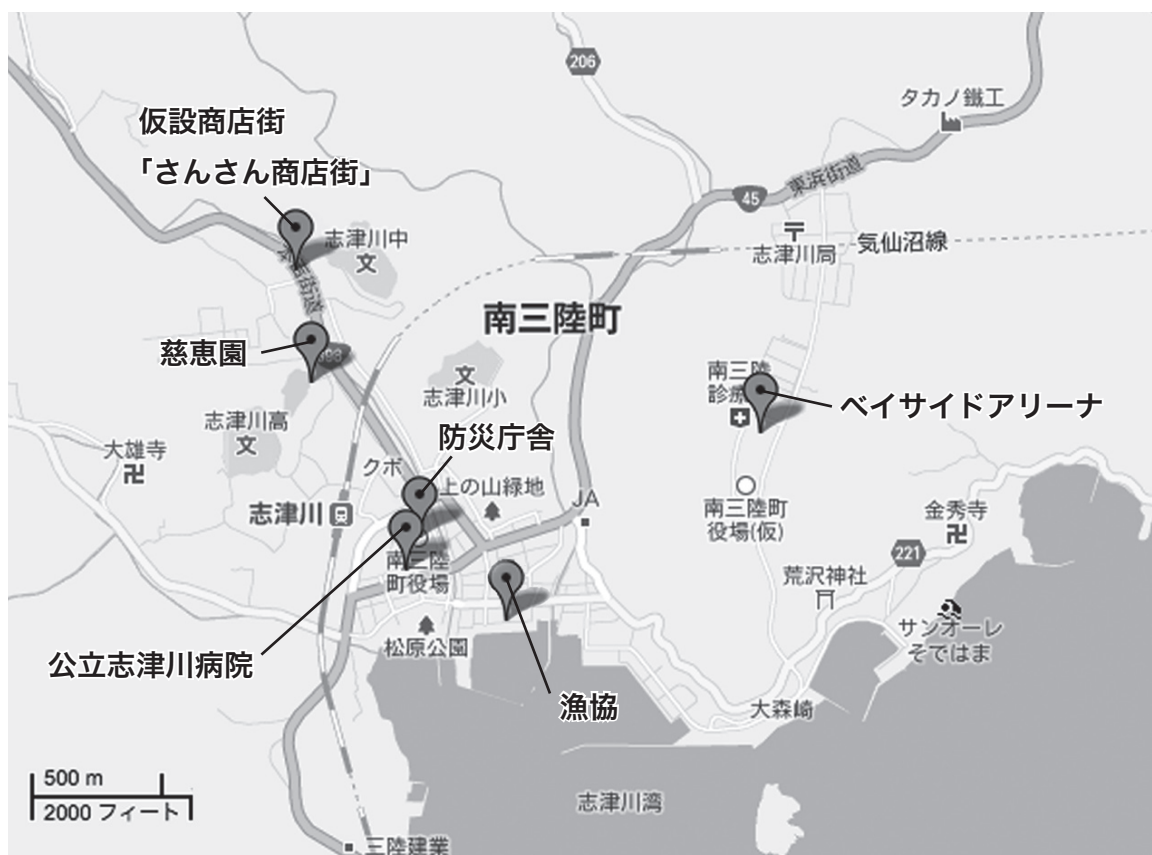 206
タカノ鐵工
仮設商店街
「さんさん商店街」
45
東浜街道
志津川中
文
志津川局
気仙沼線
街道
南三陸町
慈恵園
398
文
志津川小
南三陸
診療
ベイサイドアリーナ
志津川高
文
防災庁舎
大雄寺
クボ
上の山緑地
志津川
JA
南三陸町
役場(仮)
金秀寺
221
南三陸
町役場
荒沢神社
サンオーレ
そではま
松原公園
公立志津川病院
漁協
大森崎
500 m
2000 フィート
志津川湾
三陸建業